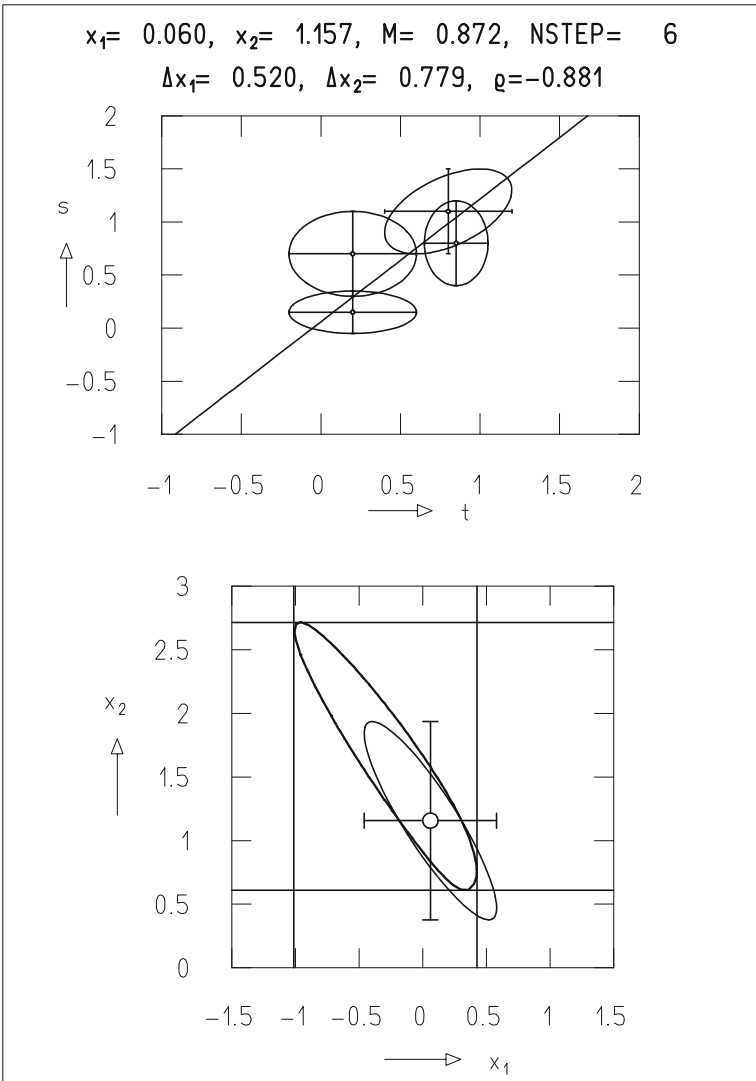 x₁= 0.060, x₂= 1.157, M= 0.872, NSTEP= 6
Δx₁= 0.520, Δx₂= 0.779, ϱ=−0.881
2
1.5
s
1
0.5
0
−0.5
−1
−1 −0.5 0 0.5 1 1.5 2
t
3
2.5
x₂
2
1.5
1
0.5
0
−1.5 −1 −0.5 0 0.5 1 1.5
x₁